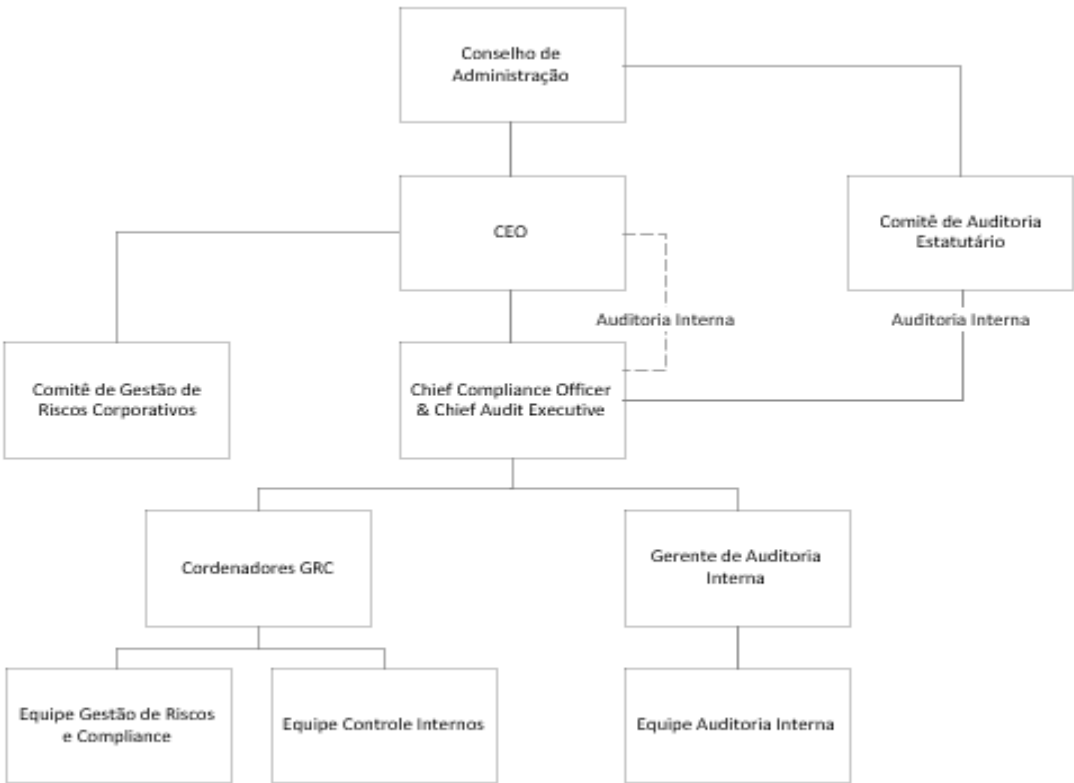 Conselho de
Administração
CEO
Comitê de Auditoria
Estatutário
Auditoria Interna
Auditoria Interna
Comitê de Gestão de
Riscos Corporativos
Chief Compliance Officer
& Chief Audit Executive
Cordenadores GRC
Gerente de Auditoria
Interna
Equipe Gestão de Riscos
e Compliance
Equipe Controle Internos
Equipe Auditoria Interna